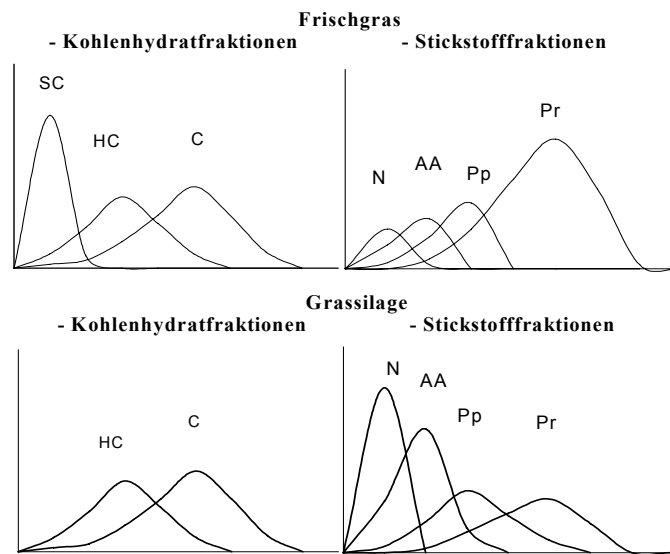 Frischgras
- Kohlenhydratfraktionen
- Stickstofffraktionen
SC
HC
C
N
AA
Pp
Pr
Grassilage
- Kohlenhydratfraktionen
- Stickstofffraktionen
HC
C
N
AA
Pp
Pr